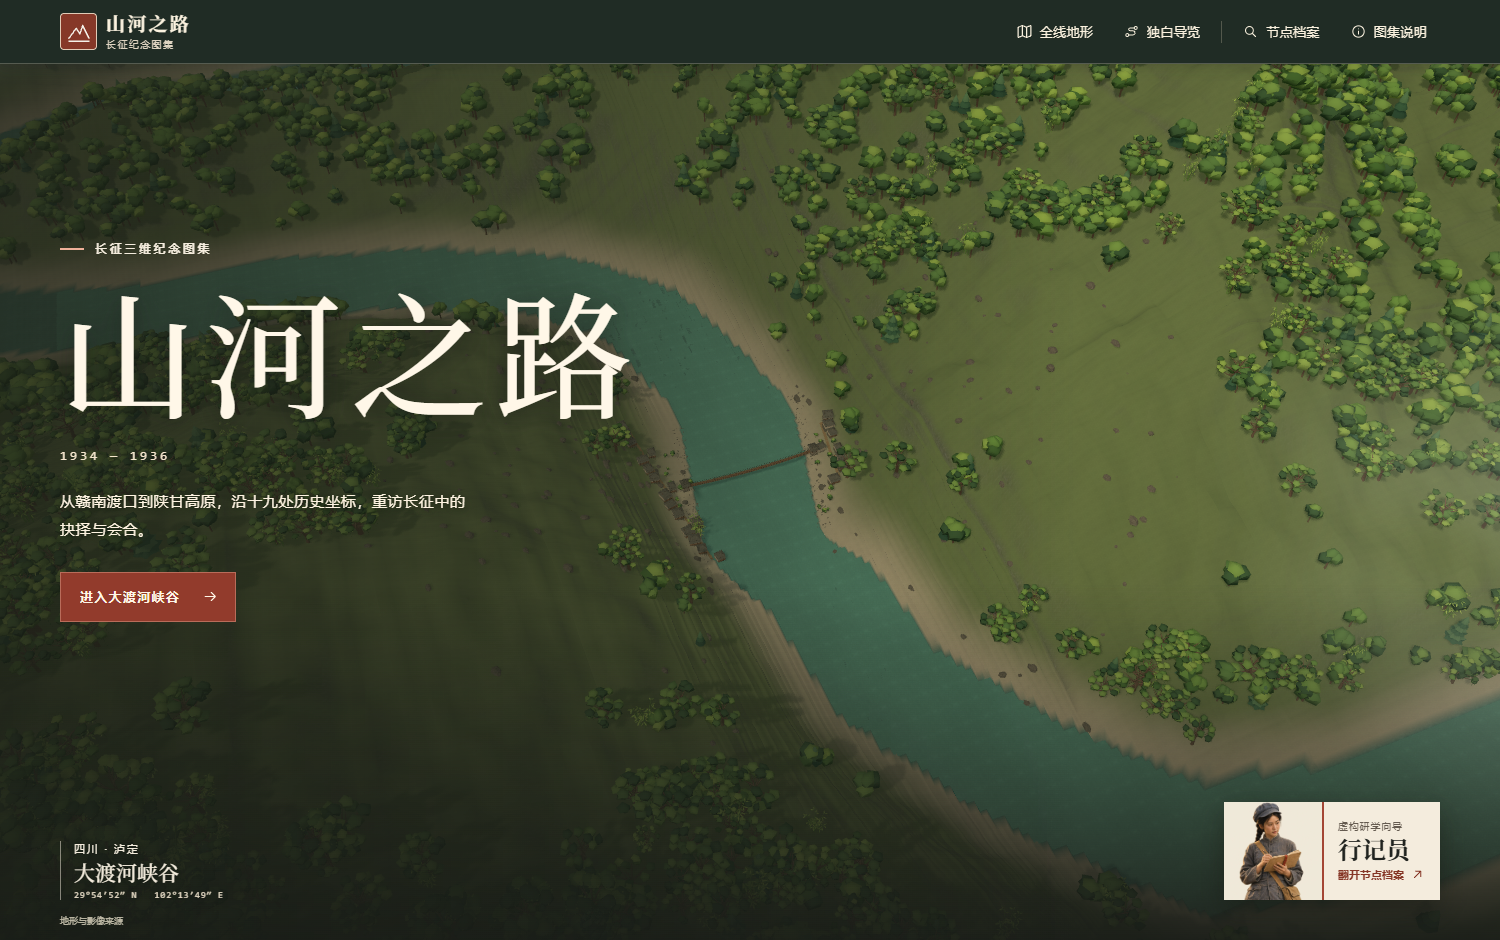 山河之路
长征纪念图集
全线地形
独白导览
节点档案
图集说明
长征三维纪念图集
山河之路
1934 — 1936
从赣南渡口到陕甘高原，沿十九处历史坐标，重访长征中的
抉择与会合。
进入大渡河峡谷 →
四川 · 泸定
大渡河峡谷
29°54′52″ N 102°13′49″ E
地形与影像来源
虚构研学向导
行记员
翻开节点档案 ↗